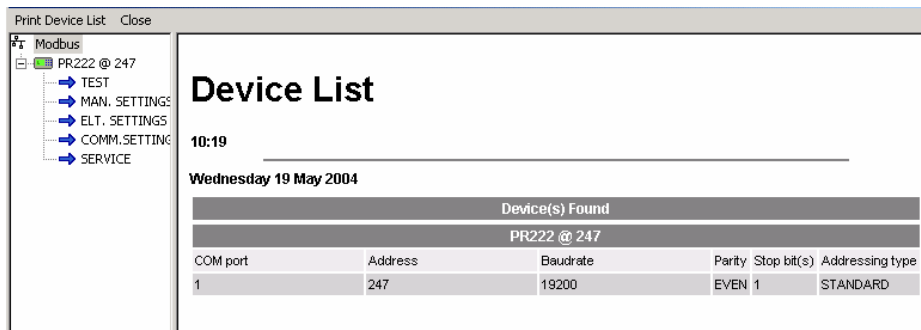 Print Device List Close
Modbus
PR222 @ 247
TEST
MAN. SETTINGS
ELT. SETTINGS
COMM.SETTING
SERVICE
Device List
10:19
Wednesday 19 May 2004
Device(s) Found
PR222 @ 247
COM port Address Baudrate Parity Stop bit(s) Addressing type
1 247 19200 EVEN 1 STANDARD